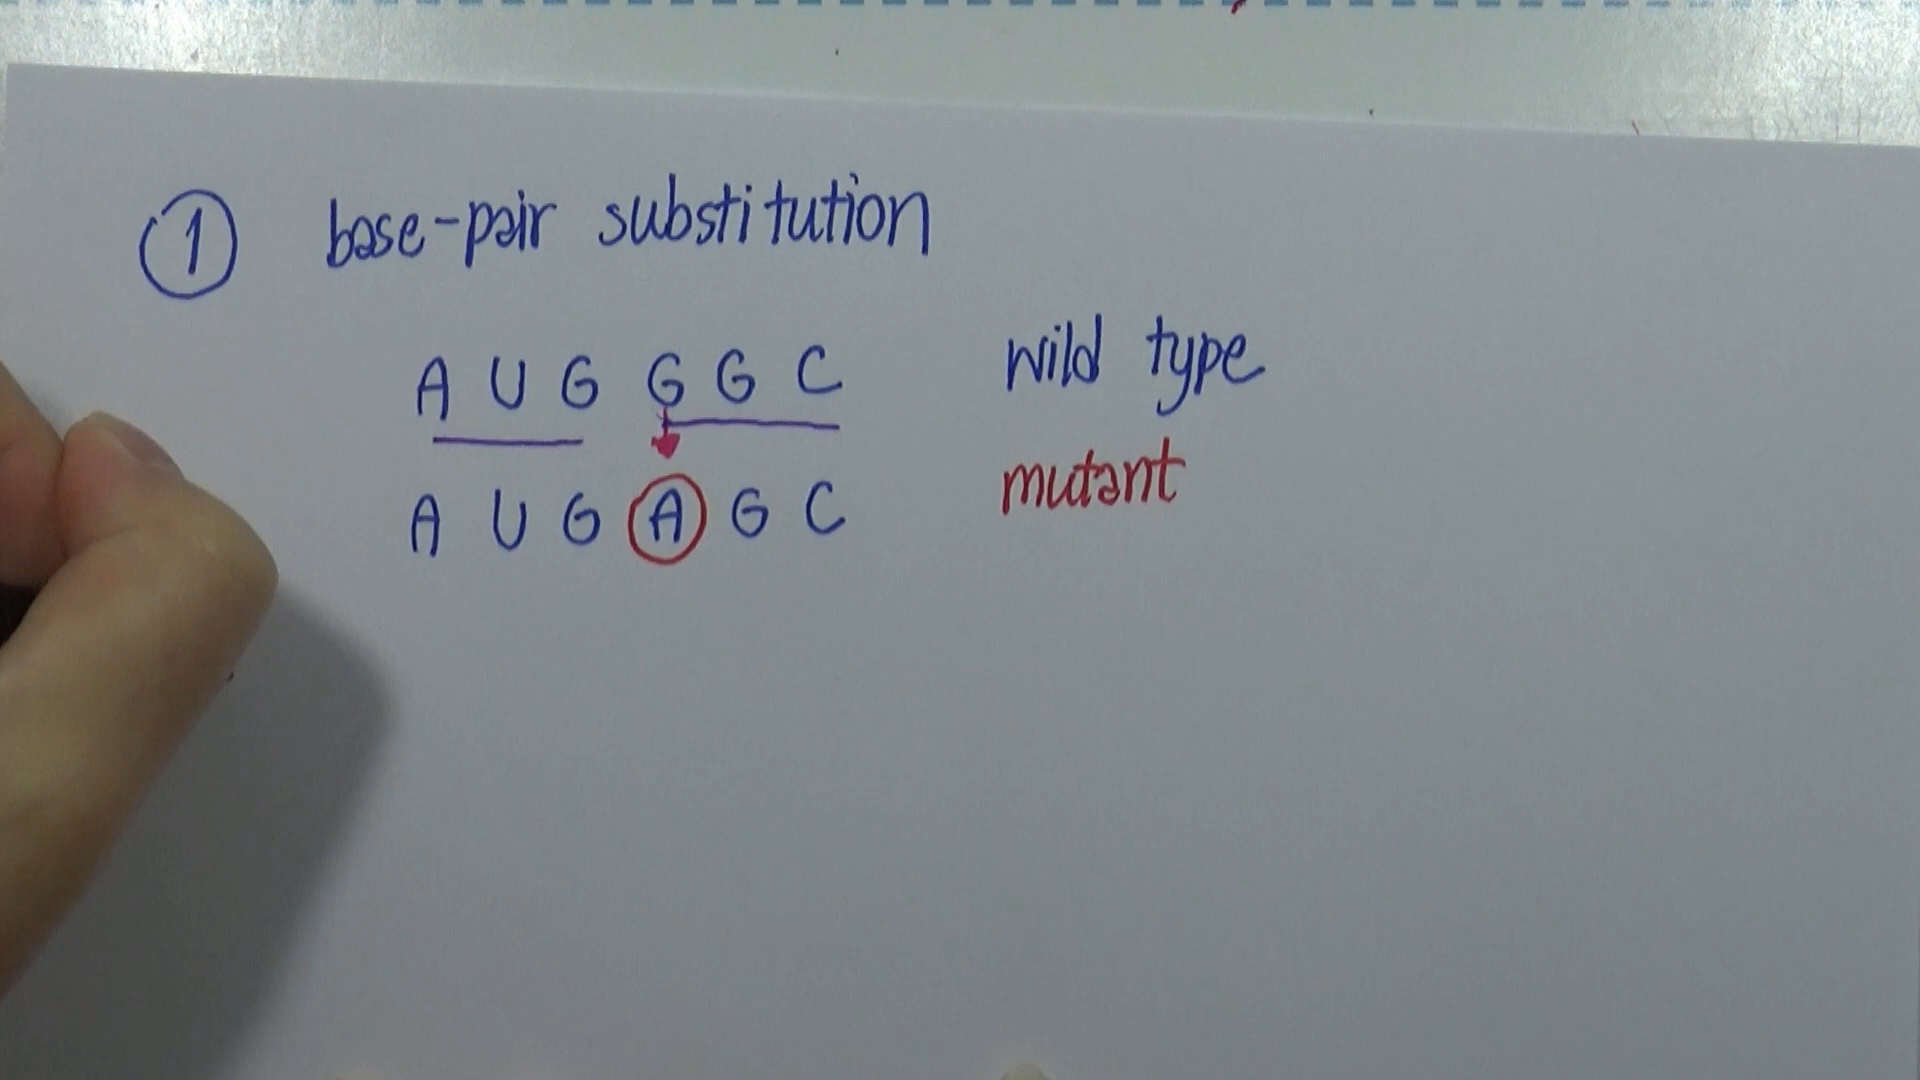 ① base-pair substitution
A U G G G C wild type
A U G A G C mutant